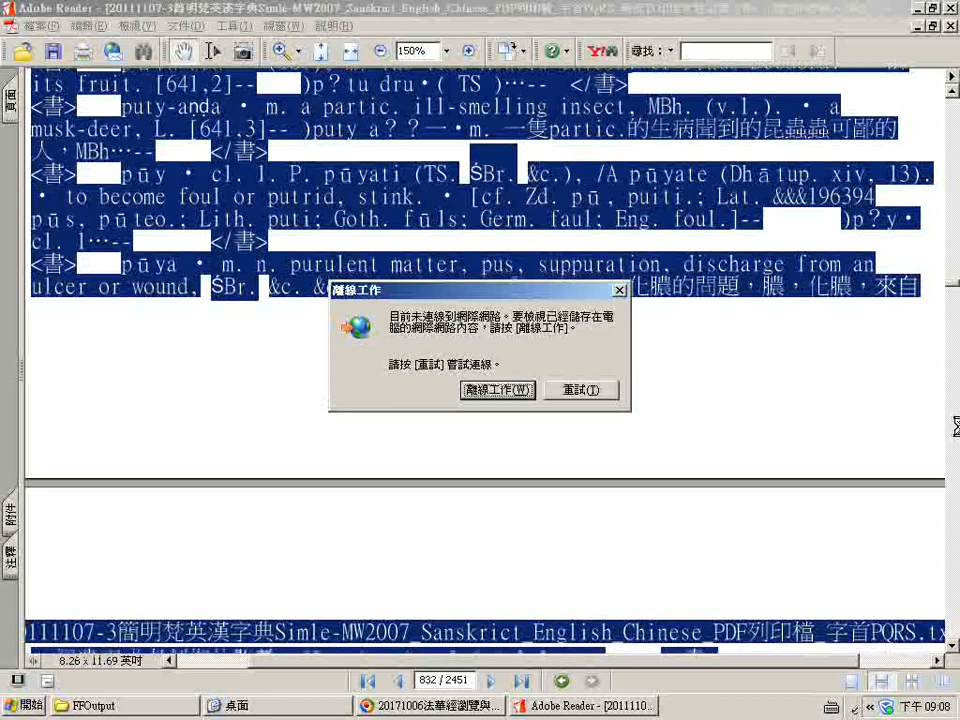 Adobe Reader - [20111107-3簡明梵英漢字典Simle-MW2007_Sanskrict_English_Chinese_PDF列印檔_字首PQRS
檔案(F) 編輯(E) 檢視(V) 文件(D) 工具(T) 視窗(W) 說明(H)
150% 尋找:
頁面
its fruit. [641,2]-- )p?tu dru•( TS )…-- </書>
<書> puty-aṇḍa • m. a partic. ill-smelling insect, MBh. (v.l.). • a
musk-deer, L. [641,3]-- )puty a??一•m. 一隻partic.的生病聞到的昆蟲蟲可鄙的
人，MBh…-- </書>
<書> pūy • cl. 1. P. pūyati (TS. ŚBr. &c.), /A pūyate (Dhātup. xiv, 13).
• to become foul or putrid, stink. • [cf. Zd. pū, puiti.; Lat. &&&196394
pūs, pūteo.; Lith. puti; Goth. fūls; Germ. faul; Eng. foul.]-- )p?y•
cl. 1…-- </書>
<書> pūya • m. n. purulent matter, pus, suppuration, discharge from an
ulcer or wound, ŚBr. &c. 化膿的問題，膿，化膿，來自
離線工作
目前未連線到網際網路。要檢視已經儲存在電
腦的網際網路內容，請按 [離線工作]。
請按 [重試] 嘗試連線。
離線工作(W) 重試(T)
附件
注釋
111107-3簡明梵英漢字典Simle-MW2007_Sanskrict_English_Chinese_PDF列印檔_字首PQRS.tx
8.26 x 11.69 英吋
832 / 2451
開始 FFOutput 桌面 20171006法華經瀏覽與... Adobe Reader - [2011110... 下午 09:08